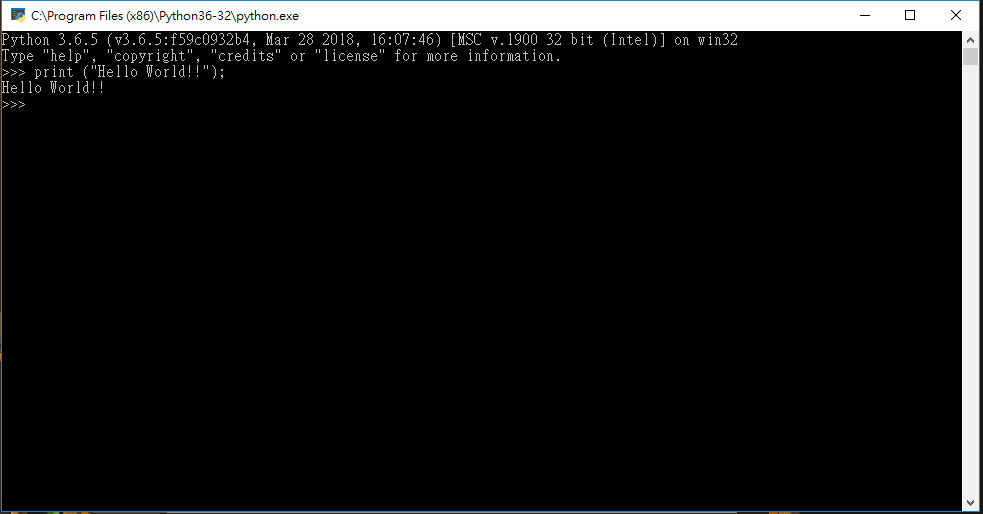 C:\Program Files (x86)\Python36-32\python.exe
Python 3.6.5 (v3.6.5:f59c0932b4, Mar 28 2018, 16:07:46) [MSC v.1900 32 bit (Intel)] on win32
Type "help", "copyright", "credits" or "license" for more information.
>>> print ("Hello World!!");
Hello World!!
>>>